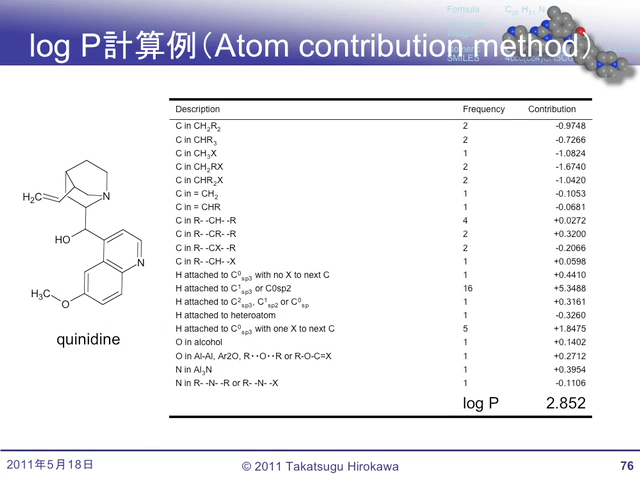 Formula C20 H21 N
log P計算例（Atom contribution method）
SMILES
Description Frequency Contribution
C in CH2R2 2 -0.9748
C in CHR3 2 -0.7266
C in CH3X 1 -1.0824
C in CH2RX 2 -1.6740
C in CHR2X 2 -1.0420
C in = CH2 1 -0.1053
C in = CHR 1 -0.0681
C in R- -CH- -R 4 +0.0272
C in R- -CR- -R 2 +0.3200
C in R- -CX- -R 2 -0.2066
C in R- -CH- -X 1 +0.0598
H attached to C0sp3 with no X to next C 1 +0.4410
H attached to C1sp3 or C0sp2 16 +5.3488
H attached to C2sp3, C1sp2 or C0sp 1 +0.3161
H attached to heteroatom 1 -0.3260
H attached to C0sp3 with one X to next C 5 +1.8475
O in alcohol 1 +0.1402
O in Al-Al, Ar2O, R・・O・・R or R-O-C=X 1 +0.2712
N in Al3N 1 +0.3954
N in R- -N- -R or R- -N- -X 1 -0.1106
log P 2.852
H2C
N
HO
N
H3C
O
quinidine
2011年5月18日
© 2011 Takatsugu Hirokawa
76